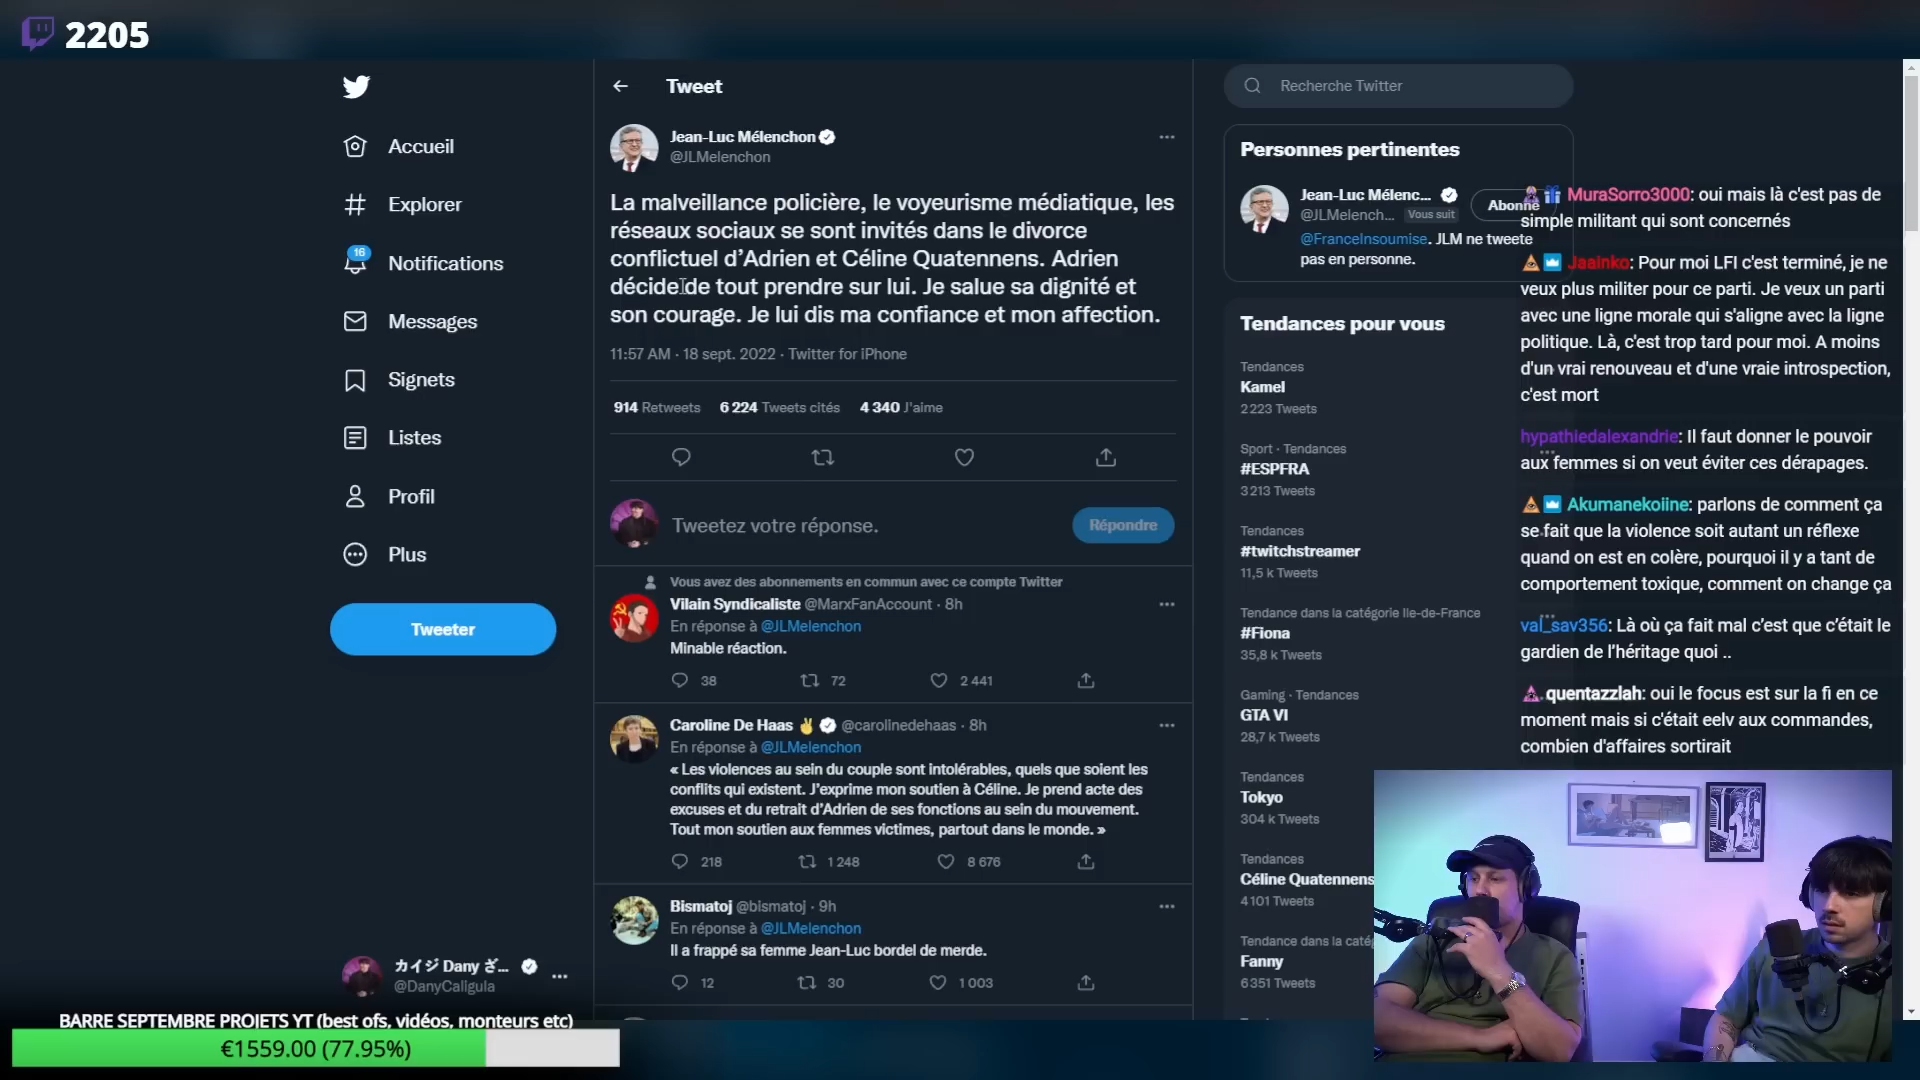 2205
Accueil
Explorer
16
Notifications
Messages
Signets
Listes
Profil
Plus
Tweeter
カイジ Dany ざ...
@DanyCaligula
BARRE SEPTEMBRE PROJETS YT (best ofs, vidéos, monteurs etc)
€1559.00 (77.95%)
Tweet
Jean-Luc Mélenchon
@JLMelenchon
La malveillance policière, le voyeurisme médiatique, les
réseaux sociaux se sont invités dans le divorce
conflictuel d’Adrien et Céline Quatennens. Adrien
décide de tout prendre sur lui. Je salue sa dignité et
son courage. Je lui dis ma confiance et mon affection.
11:57 AM · 18 sept. 2022 · Twitter for iPhone
914 Retweets 6 224 Tweets cités 4 340 J'aime
Tweetez votre réponse.
Répondre
Vous avez des abonnements en commun avec ce compte Twitter
Vilain Syndicaliste @MarxFanAccount · 8h
En réponse à @JLMelenchon
Minable réaction.
38 72 2 441
Caroline De Haas ✌ @carolinedehaas · 8h
En réponse à @JLMelenchon
« Les violences au sein du couple sont intolérables, quels que soient les
conflits qui existent. J’exprime mon soutien à Céline. Je prend acte des
excuses et du retrait d’Adrien de ses fonctions au sein du mouvement.
Tout mon soutien aux femmes victimes, partout dans le monde. »
218 1 248 8 676
Bismatoj @bismatoj · 9h
En réponse à @JLMelenchon
Il a frappé sa femme Jean-Luc bordel de merde.
12 30 1 003
Recherche Twitter
Personnes pertinentes
Jean-Luc Mélenc...
@JLMelench... Vous suit
Abonné
@FranceInsoumise. JLM ne tweete
pas en personne.
Tendances pour vous
Tendances
Kamel
2 223 Tweets
Sport · Tendances
#ESPFRA
3 213 Tweets
Tendances
#twitchstreamer
11,5 k Tweets
Tendance dans la catégorie Ile-de-France
#Fiona
35,8 k Tweets
Gaming · Tendances
GTA VI
28,7 k Tweets
Tendances
Tokyo
304 k Tweets
Tendances
Céline Quatennens
4 101 Tweets
Tendance dans la caté
Fanny
6 351 Tweets
MuraSorro3000: oui mais là c'est pas de
simple militant qui sont concernés
Jaainko: Pour moi LFI c'est terminé, je ne
veux plus militer pour ce parti. Je veux un parti
avec une ligne morale qui s'aligne avec la ligne
politique. Là, c'est trop tard pour moi. A moins
d'un vrai renouveau et d'une vraie introspection,
c'est mort
hypathiedalexandrie: Il faut donner le pouvoir
aux femmes si on veut éviter ces dérapages.
Akumanekoiine: parlons de comment ça
se fait que la violence soit autant un réflexe
quand on est en colère, pourquoi il y a tant de
comportement toxique, comment on change ça
val_sav356: Là où ça fait mal c’est que c’était le
gardien de l’héritage quoi ..
quentazzlah: oui le focus est sur la fi en ce
moment mais si c'était eelv aux commandes,
combien d'affaires sortirait